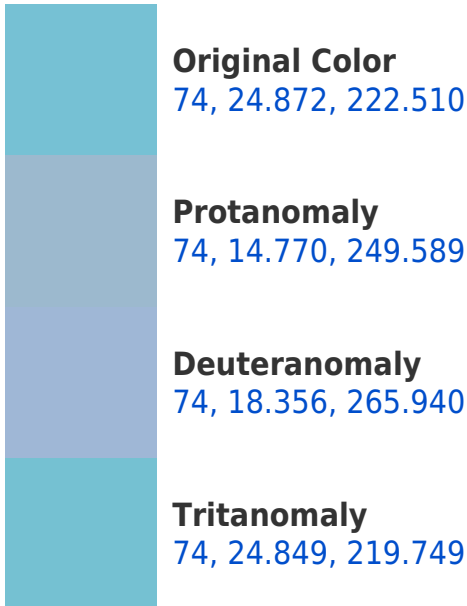 Original Color
74, 24.872, 222.510
Protanomaly
74, 14.770, 249.589
Deuteranomaly
74, 18.356, 265.940
Tritanomaly
74, 24.849, 219.749